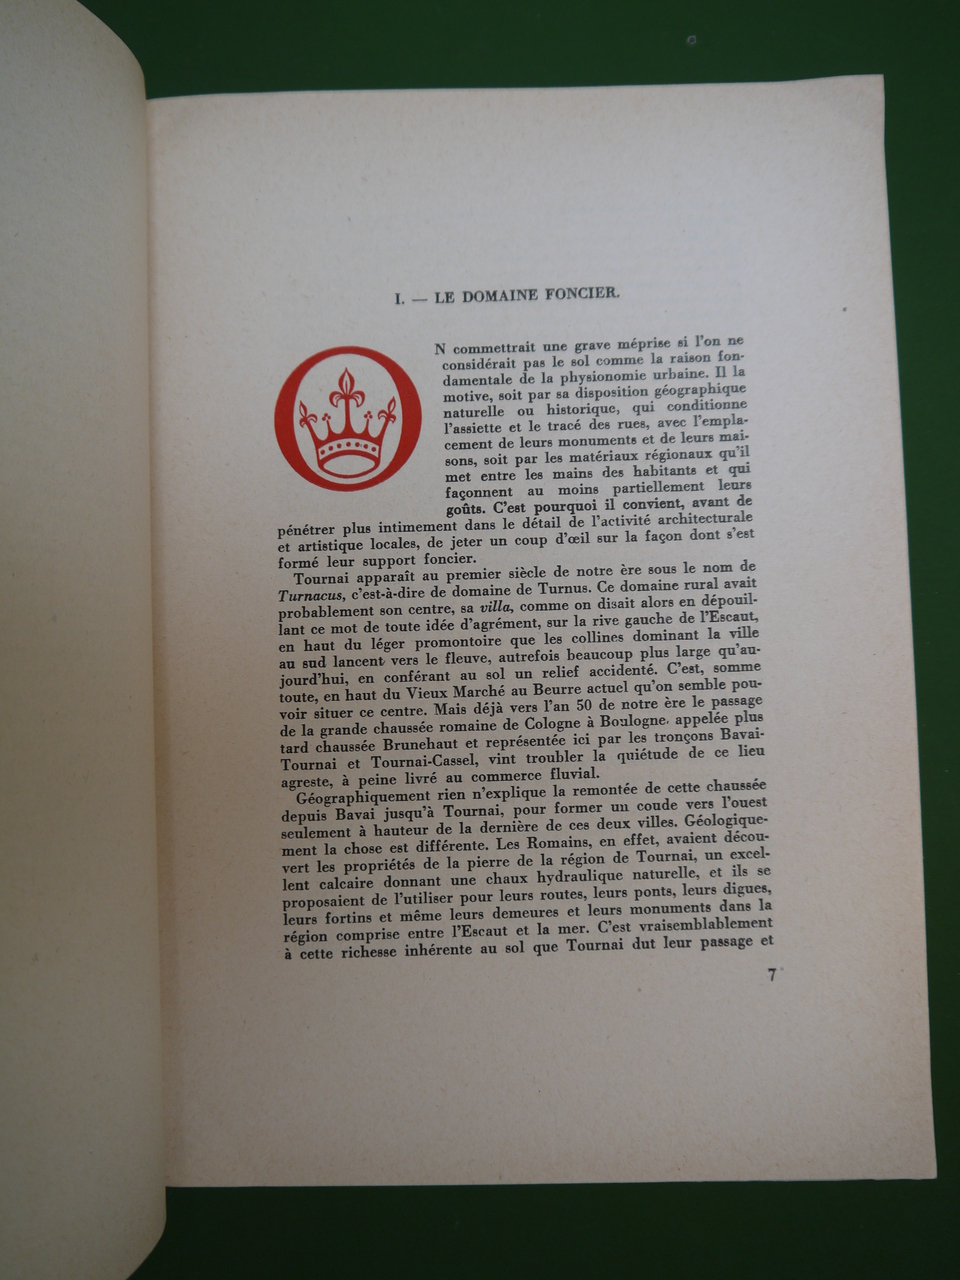 I. — LE DOMAINE FONCIER.
ON commettrait une grave méprise si l'on ne
considérait pas le sol comme la raison fon-
damentale de la physionomie urbaine. Il la
motive, soit par sa disposition géographique
naturelle ou historique, qui conditionne
l'assiette et le tracé des rues, avec l'empla-
cement de leurs monuments et de leurs mai-
sons, soit par les matériaux régionaux qu'il
met entre les mains des habitants et qui
façonnent au moins partiellement leurs
goûts. C'est pourquoi il convient, avant de
pénétrer plus intimement dans le détail de l'activité architecturale
et artistique locales, de jeter un coup d'œil sur la façon dont s'est
formé leur support foncier.
Tournai apparaît au premier siècle de notre ère sous le nom de
Turnacus, c'est-à-dire de domaine de Turnus. Ce domaine rural avait
probablement son centre, sa villa, comme on disait alors en dépouil-
lant ce mot de toute idée d'agrément, sur la rive gauche de l'Escaut,
en haut du léger promontoire que les collines dominant la ville
au sud lancent vers le fleuve, autrefois beaucoup plus large qu'au-
jourd'hui, en conférant au sol un relief accidenté. C'est, somme
toute, en haut du Vieux Marché au Beurre actuel qu'on semble pou-
voir situer ce centre. Mais déjà vers l'an 50 de notre ère le passage
de la grande chaussée romaine de Cologne à Boulogne, appelée plus
tard chaussée Brunehaut et représentée ici par les tronçons Bavai-
Tournai et Tournai-Cassel, vint troubler la quiétude de ce lieu
agreste, à peine livré au commerce fluvial.
Géographiquement rien n'explique la remontée de cette chaussée
depuis Bavai jusqu'à Tournai, pour former un coude vers l'ouest
seulement à hauteur de la dernière de ces deux villes. Géologique-
ment la chose est différente. Les Romains, en effet, avaient décou-
vert les propriétés de la pierre de la région de Tournai, un excel-
lent calcaire donnant une chaux hydraulique naturelle, et ils se
proposaient de l'utiliser pour leurs routes, leurs ponts, leurs digues,
leurs fortins et même leurs demeures et leurs monuments dans la
région comprise entre l'Escaut et la mer. C'est vraisemblablement
à cette richesse inhérente au sol que Tournai dut leur passage et
7